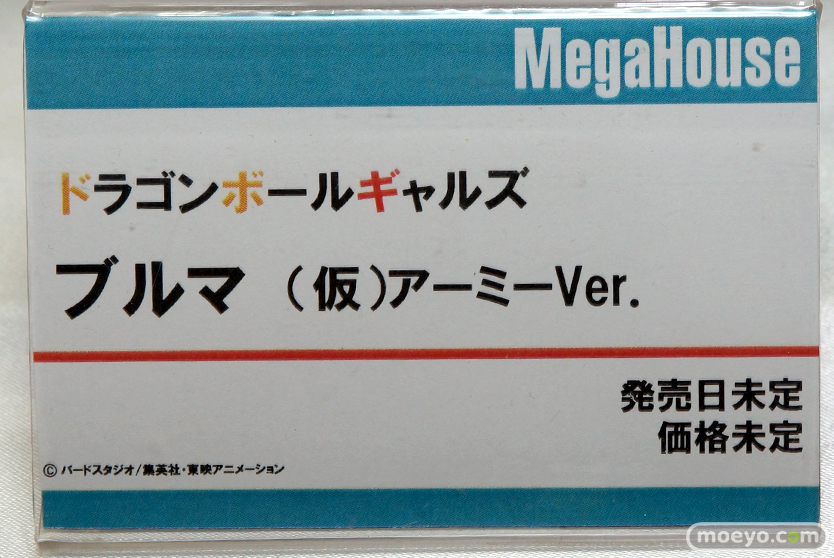 MegaHouse
ドラゴンボールギャルズ
ブルマ （仮）アーミーVer.
発売日未定
価格未定
© バードスタジオ/集英社・東映アニメーション
moeyo.com